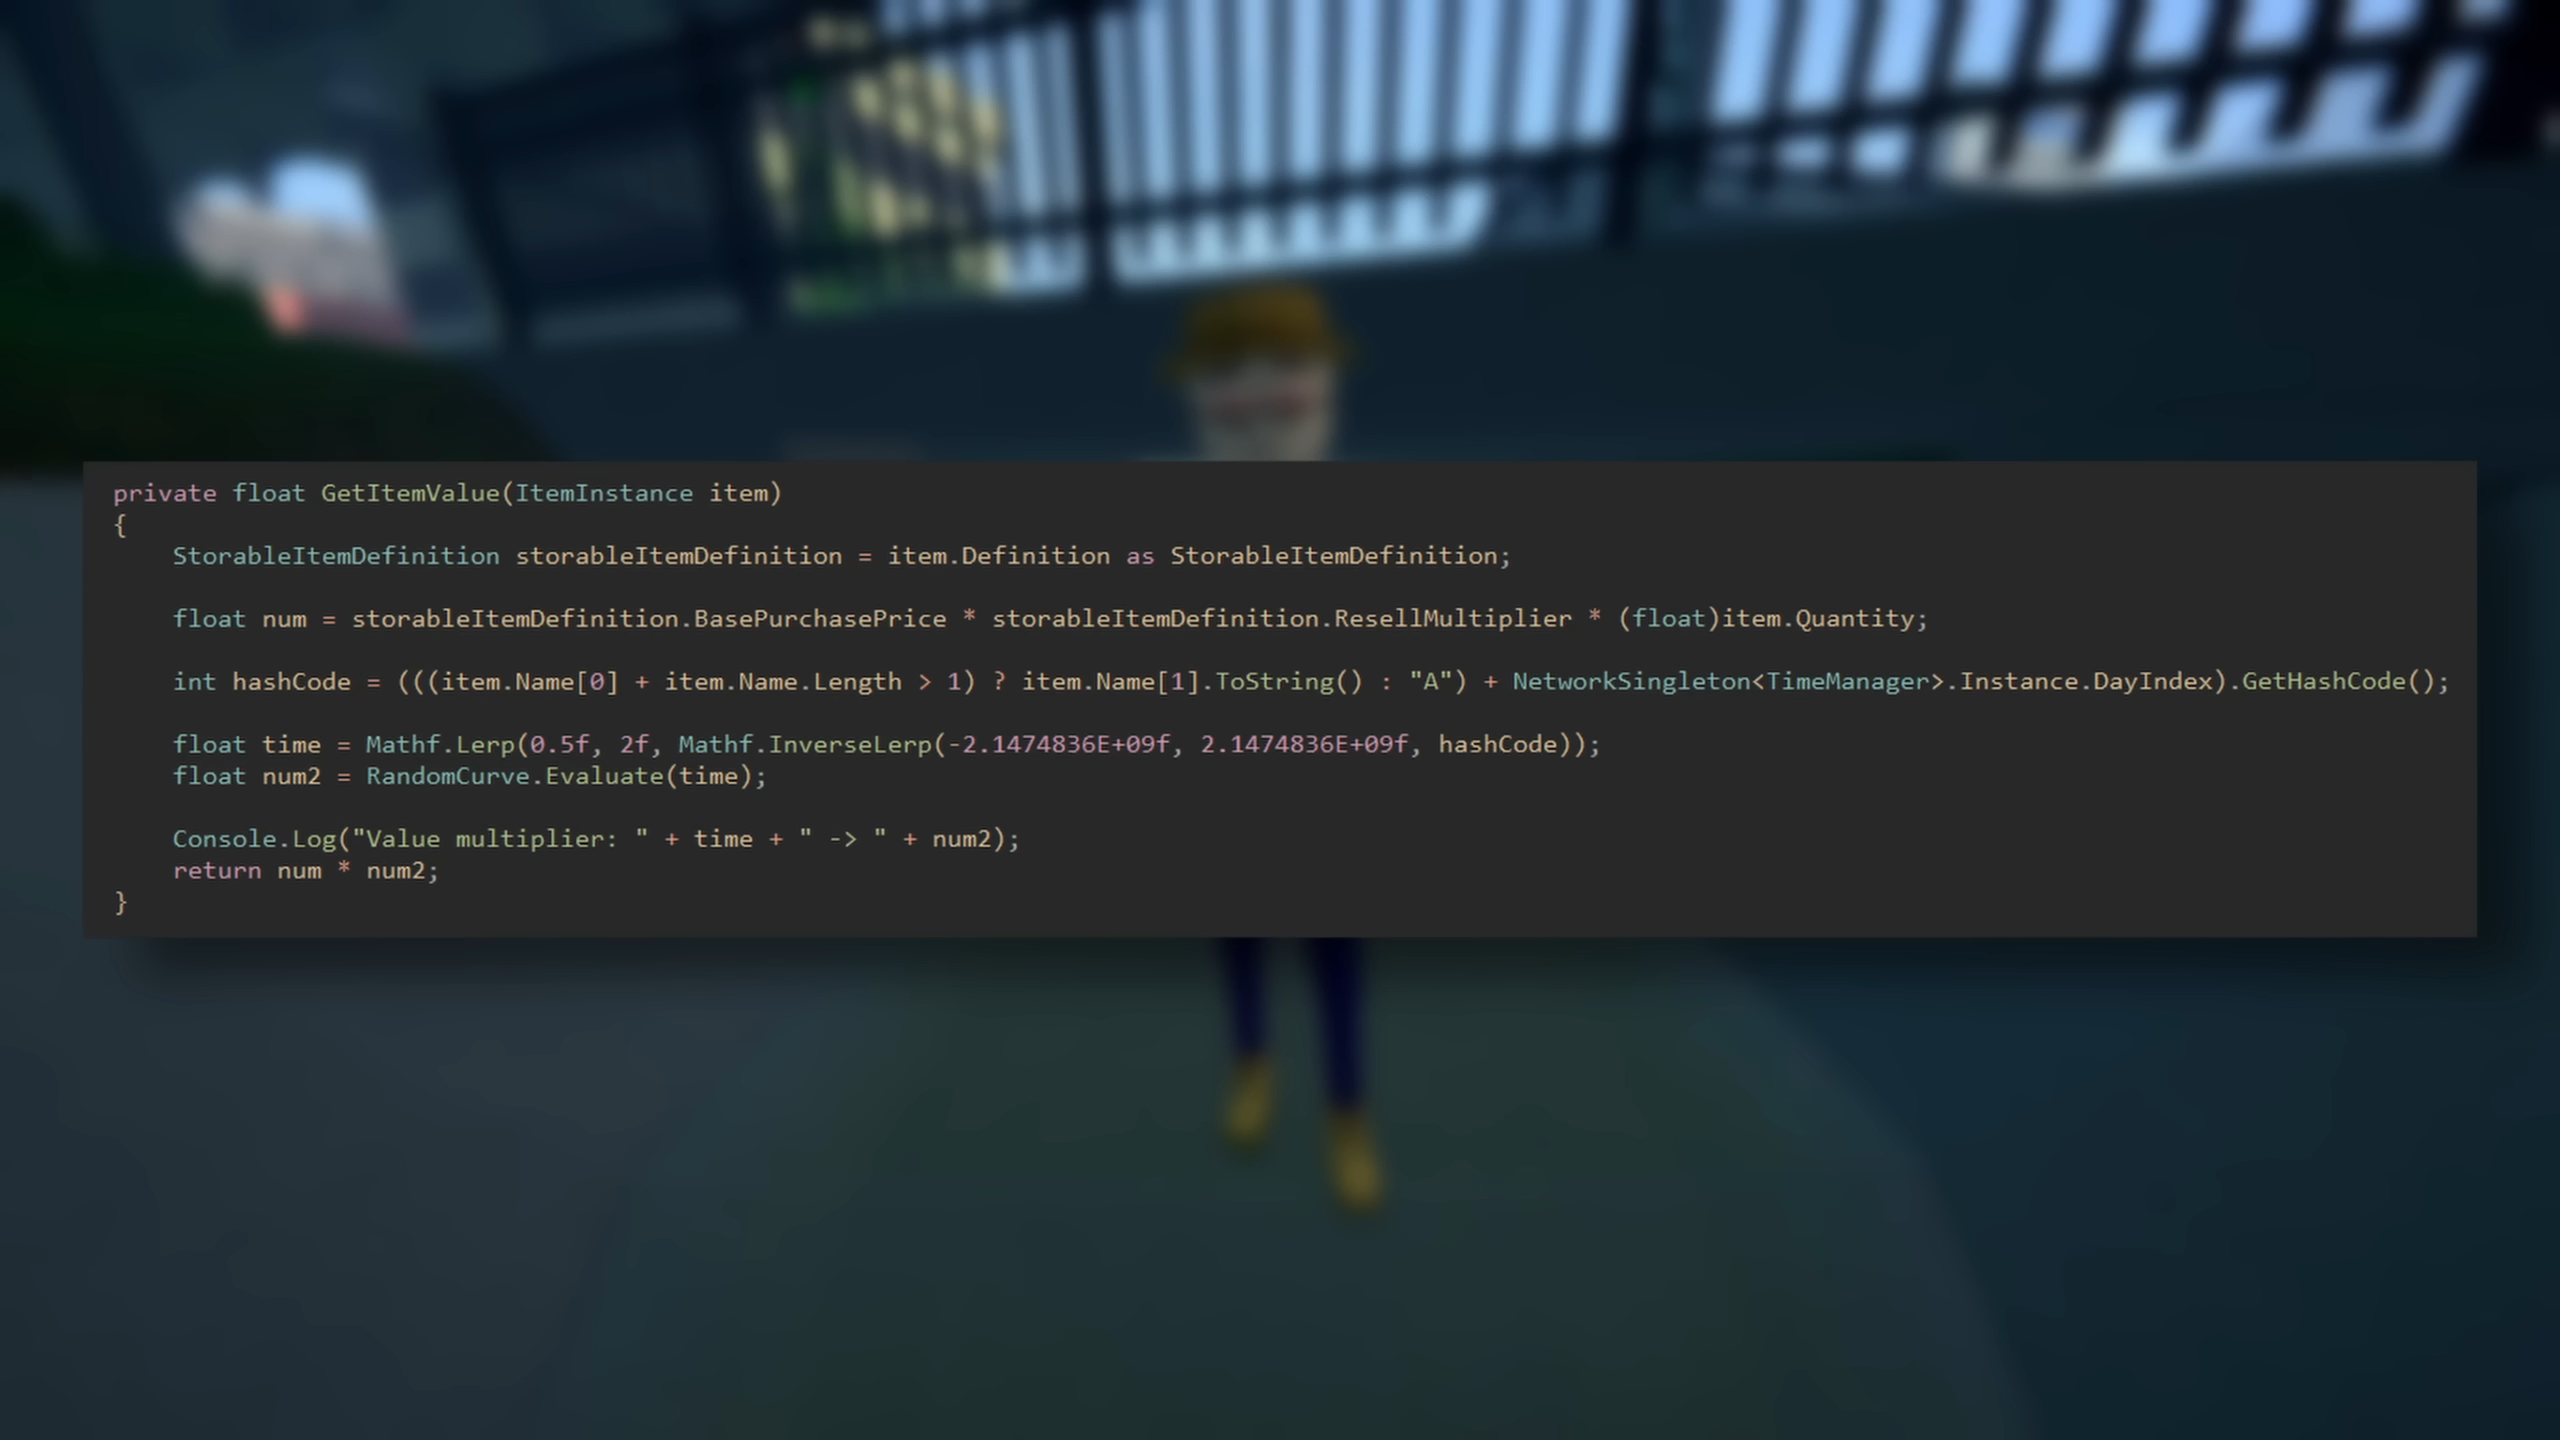 private float GetItemValue(ItemInstance item)
{
    StorableItemDefinition storableItemDefinition = item.Definition as StorableItemDefinition;
    float num = storableItemDefinition.BasePurchasePrice * storableItemDefinition.ResellMultiplier * (float)item.Quantity;
    int hashCode = (((item.Name[0] + item.Name.Length > 1) ? item.Name[1].ToString() : "A") + NetworkSingleton<TimeManager>.Instance.DayIndex).GetHashCode();
    float time = Mathf.Lerp(0.5f, 2f, Mathf.InverseLerp(-2.1474836E+09f, 2.1474836E+09f, hashCode));
    float num2 = RandomCurve.Evaluate(time);
    Console.Log("Value multiplier: " + time + " -> " + num2);
    return num * num2;
}